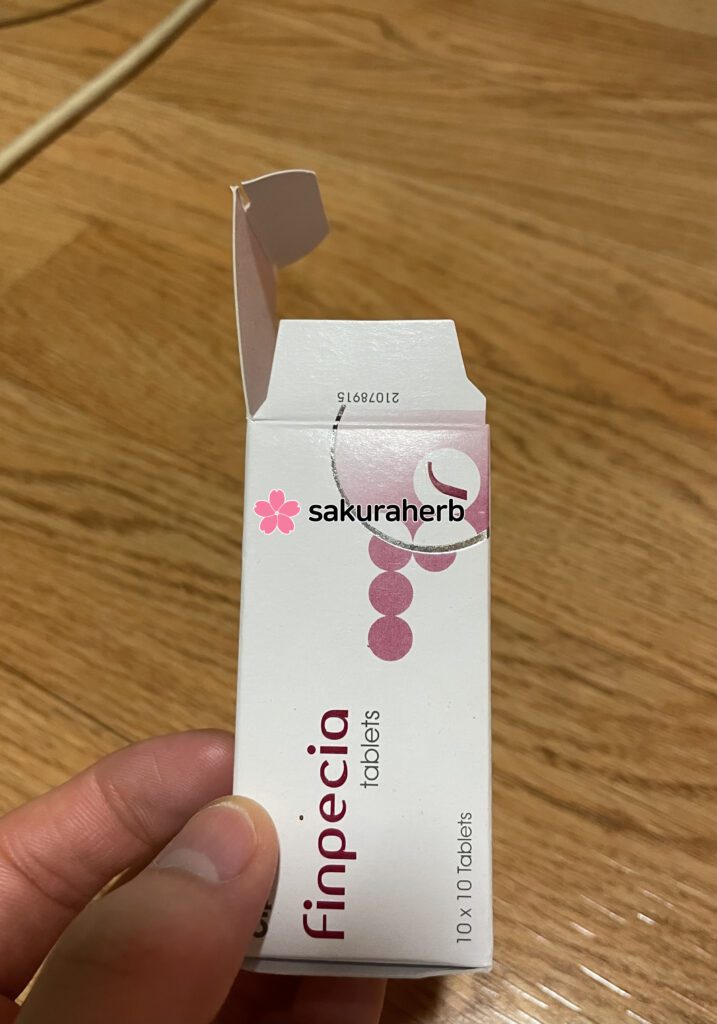 21078915
sakuraherb
Finpecia
tablets
10 x 10 Tablets